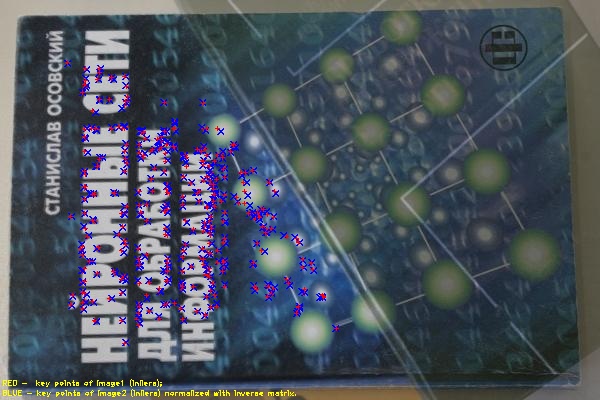 СТАНИСЛАВ ОСОВСКИЙ
НЕЙРОННЫЕ СЕТИ
ДЛЯ ОБРАБОТКИ
ИНФОРМАЦИИ
RED - key points of image1 (inliers);
BLUE - key points of image2 (inliers) normalized with inverse matrix.